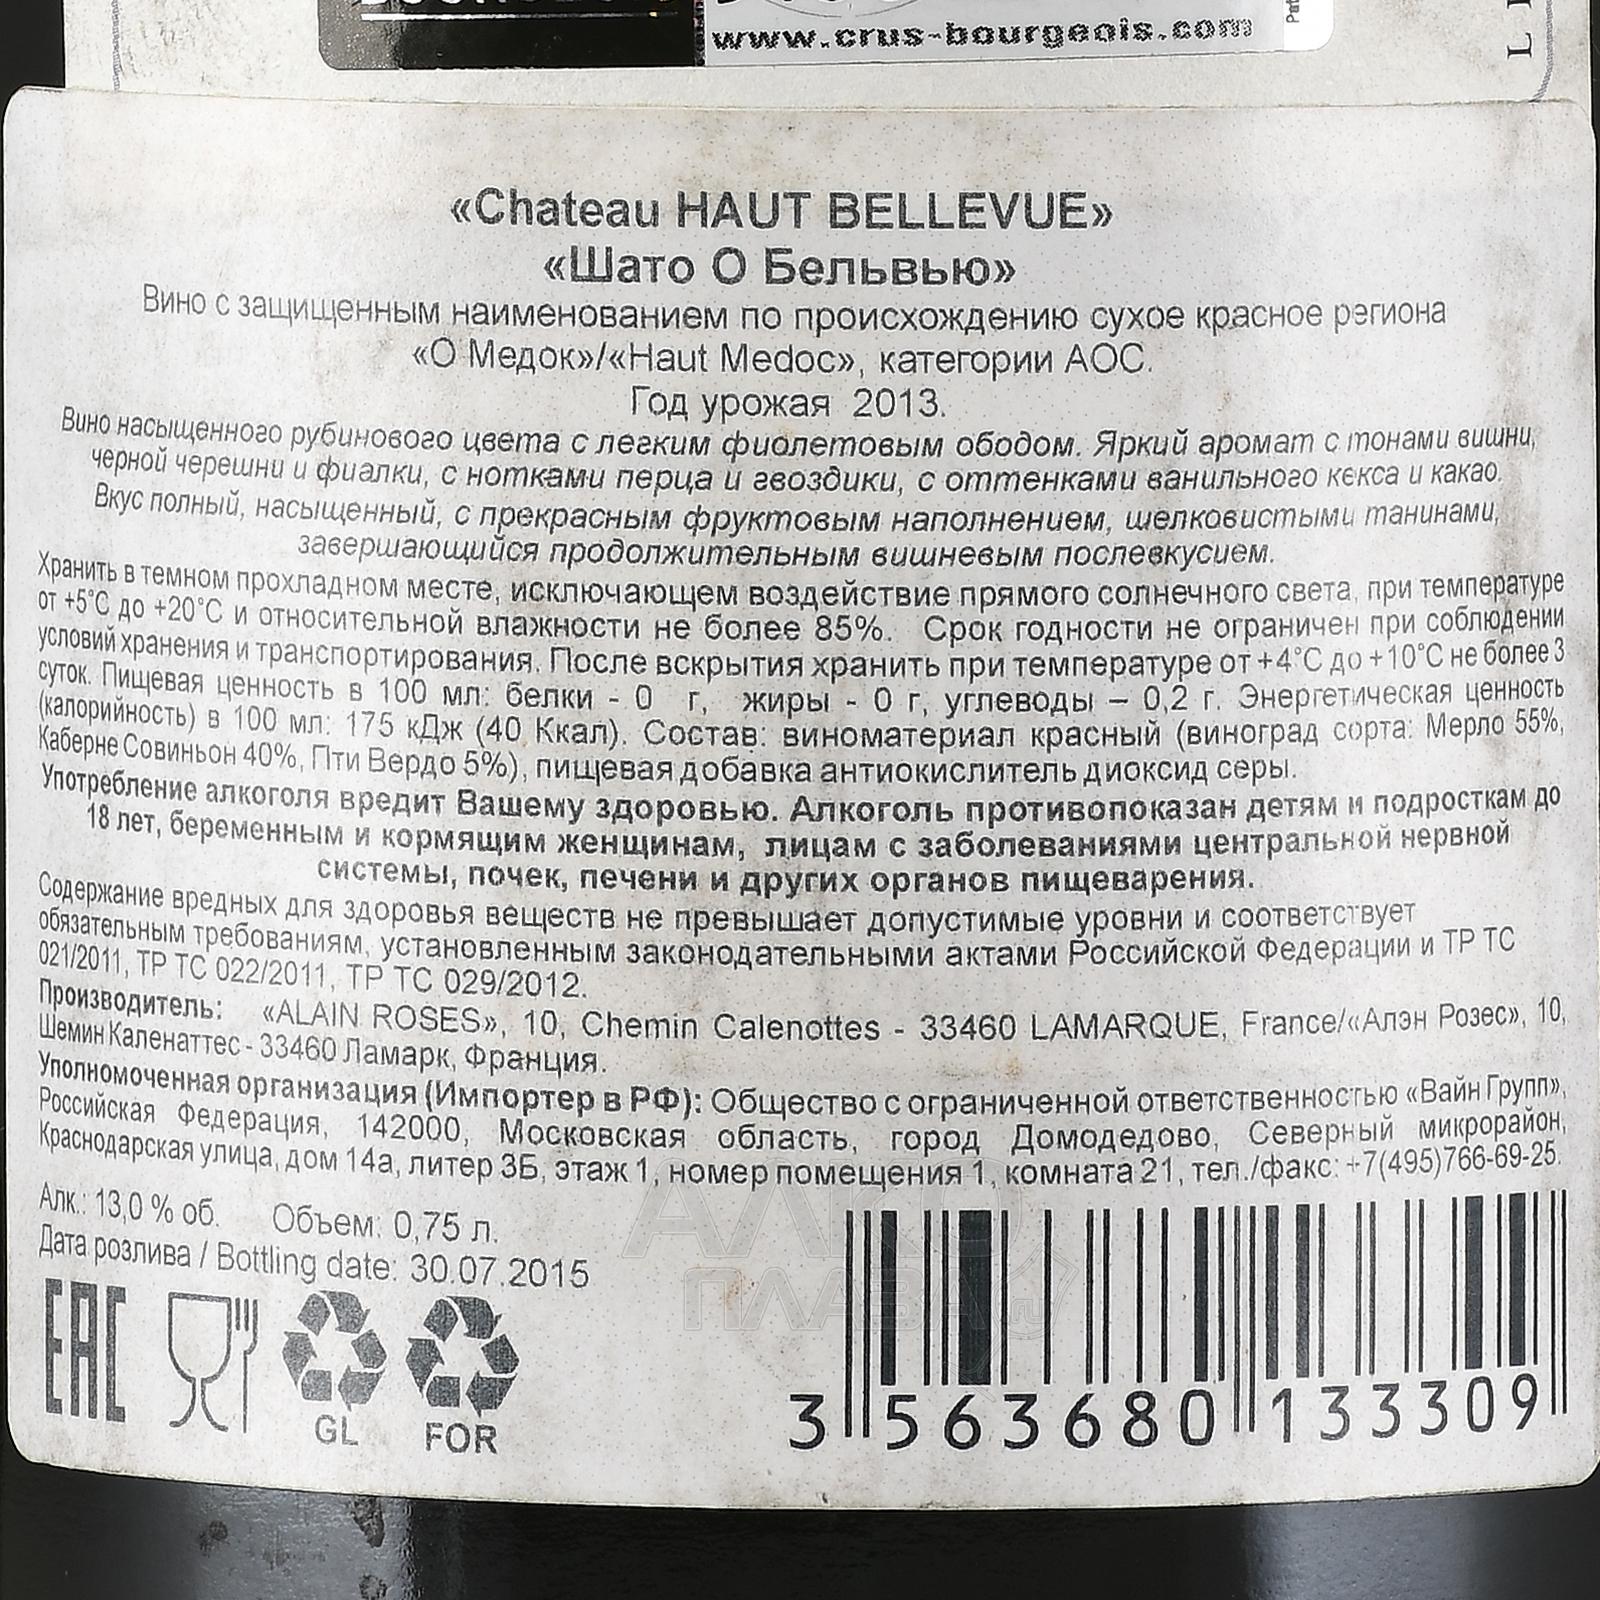 www.crus-bourgeois.com
«Chateau HAUT BELLEVUE»
«Шато О Бельвью»
Вино с защищенным наименованием по происхождению сухое красное региона
«О Медок»/«Haut Medoc», категории АОС.
Год урожая 2013.
Вино насыщенного рубинового цвета с легким фиолетовым ободом. Яркий аромат с тонами вишни,
черной черешни и фиалки, с нотками перца и гвоздики, с оттенками ванильного кекса и какао.
Вкус полный, насыщенный, с прекрасным фруктовым наполнением, шелковистыми танинами,
завершающийся продолжительным вишневым послевкусием.
Хранить в темном прохладном месте, исключающем воздействие прямого солнечного света, при температуре
от +5°С до +20°С и относительной влажности не более 85%. Срок годности не ограничен при соблюдении
условий хранения и транспортирования. После вскрытия хранить при температуре от +4°С до +10°С не более 3
суток. Пищевая ценность в 100 мл: белки - 0 г, жиры - 0 г, углеводы – 0,2 г. Энергетическая ценность
(калорийность) в 100 мл: 175 кДж (40 Ккал). Состав: виноматериал красный (виноград сорта: Мерло 55%,
Каберне Совиньон 40%, Пти Вердо 5%), пищевая добавка антиокислитель диоксид серы.
Употребление алкоголя вредит Вашему здоровью. Алкоголь противопоказан детям и подросткам до
18 лет, беременным и кормящим женщинам, лицам с заболеваниями центральной нервной
системы, почек, печени и других органов пищеварения.
Содержание вредных для здоровья веществ не превышает допустимые уровни и соответствует
обязательным требованиям, установленным законодательными актами Российской Федерации и ТР ТС
021/2011, ТР ТС 022/2011, ТР ТС 029/2012.
Производитель: «ALAIN ROSES», 10, Chemin Calenottes - 33460 LAMARQUE, France/«Алэн Розес», 10,
Шемин Каленаттес - 33460 Ламарк, Франция.
Уполномоченная организация (Импортер в РФ): Общество с ограниченной ответственностью «Вайн Групп»,
Российская Федерация, 142000, Московская область, город Домодедово, Северный микрорайон,
Краснодарская улица, дом 14а, литер 3Б, этаж 1, номер помещения 1, комната 21, тел./факс: +7(495)766-69-25.
Алк.: 13,0 % об. Объем: 0,75 л.
Дата розлива / Bottling date: 30.07.2015
EAC
GL
FOR
3 563680 133309
АЛКО
ПЛАЗА.ru